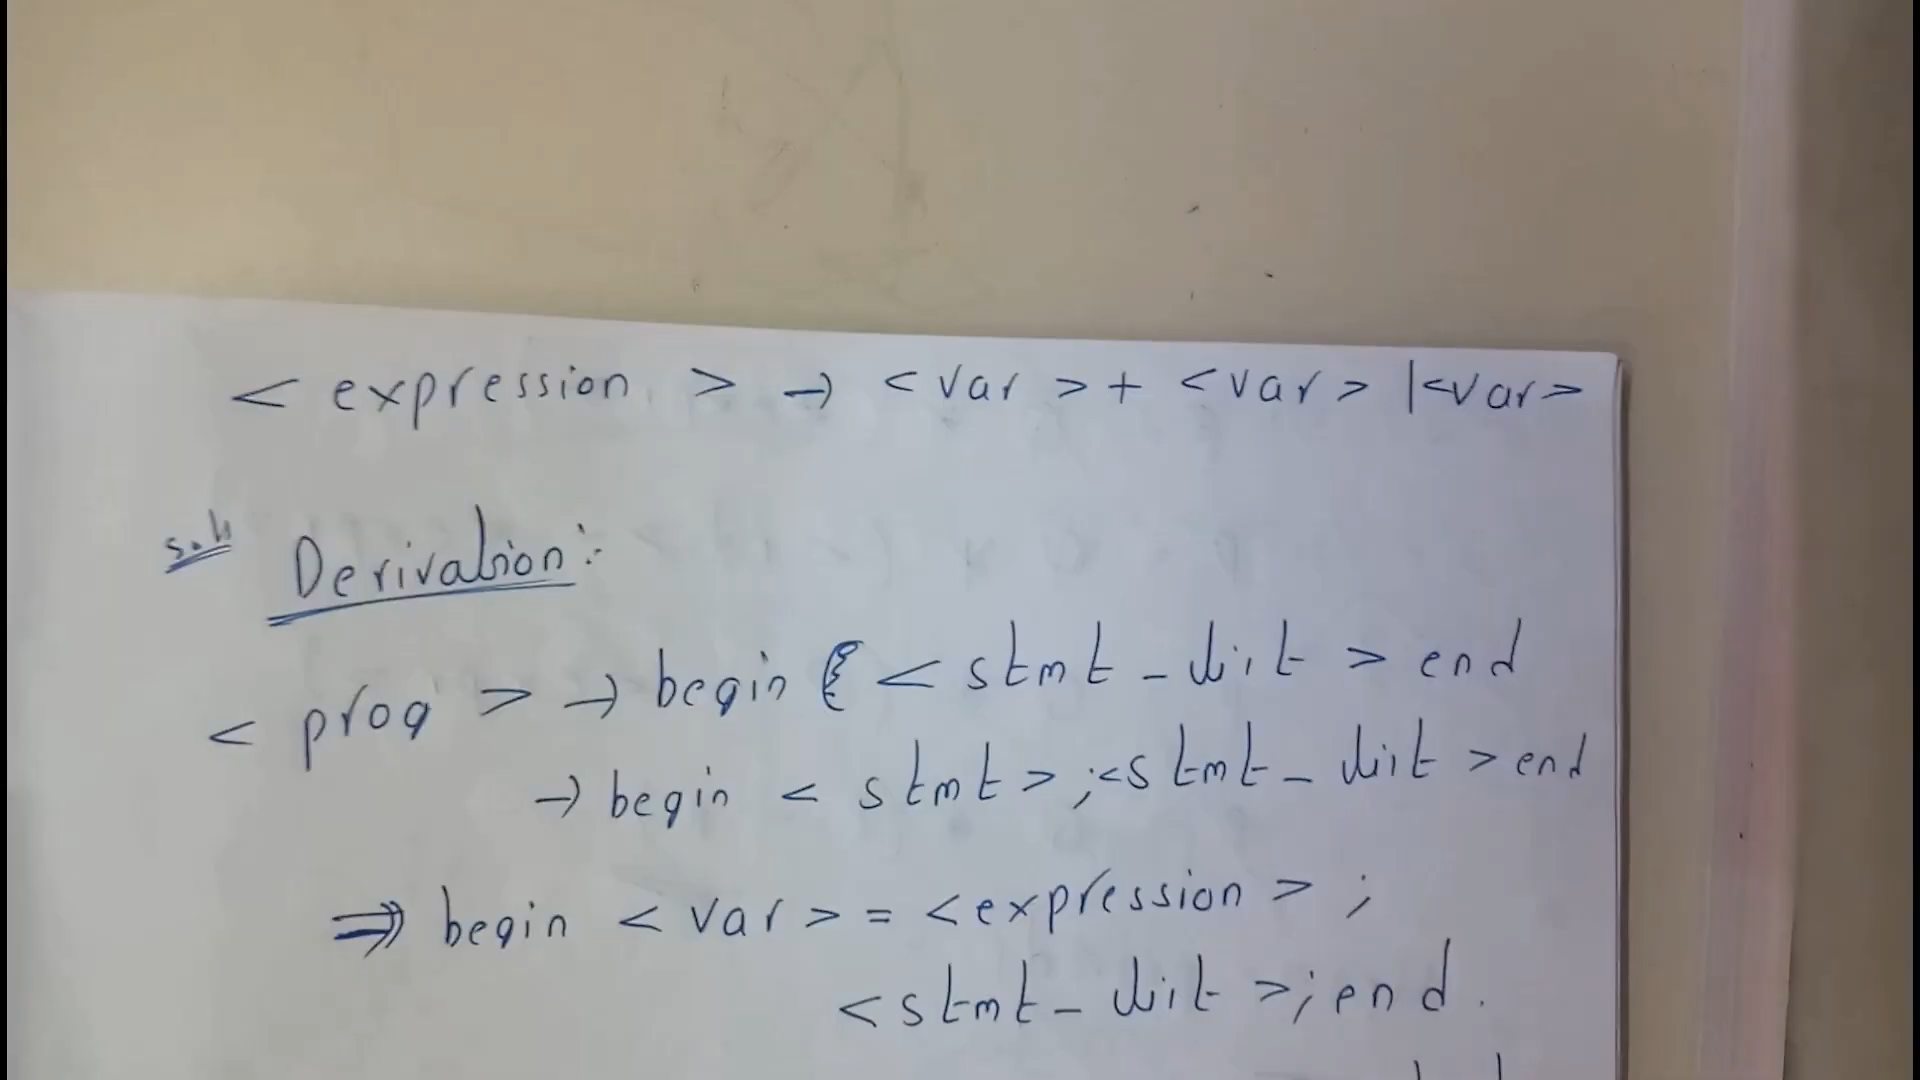 < expression > → < var > + < var > | <var>
Soln Derivation:
< prog > → begin < stmt _ list > end
→ begin < stmt > ; <stmt _ list > end
⇒ begin < var > = <expression > ;
<stmt _ list > ; end .